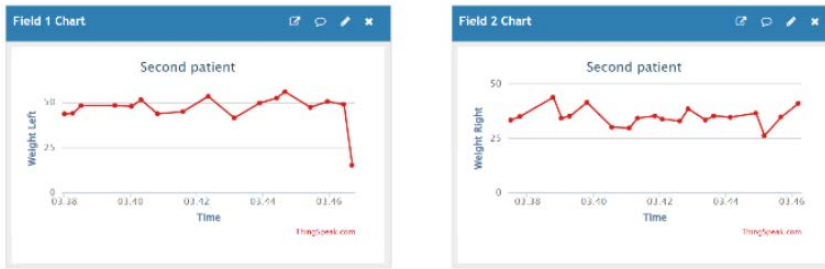 Field 1 Chart
Second patient
Weight Left
50
25
0
03:38
03:40
03:42
03:44
03:46
Time
ThingSpeak.com
Field 2 Chart
Second patient
Weight Right
50
25
0
03:38
03:40
03:42
03:44
03:46
Time
ThingSpeak.com